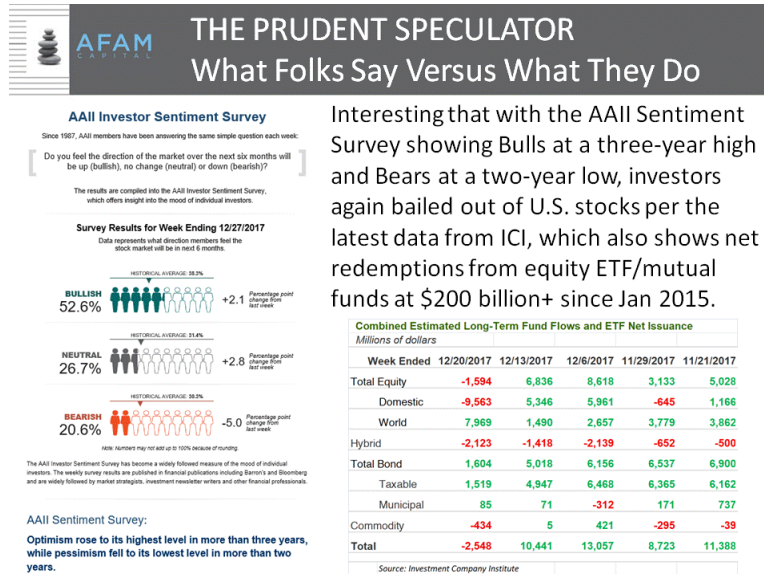 AFAM
CAPITAL
THE PRUDENT SPECULATOR
What Folks Say Versus What They Do
AAII Investor Sentiment Survey
Since 1987, AAII members have been answering the same simple question each week:
[ Do you feel the direction of the market over the next six months will
be up (bullish), no change (neutral) or down (bearish)? ]
The results are compiled into the AAII Investor Sentiment Survey,
which offers insight into the mood of individual investors.
Survey Results for Week Ending 12/27/2017
Data represents what direction members feel the
stock market will be in next 6 months.
HISTORICAL AVERAGE: 38.3%
BULLISH
52.6%
+2.1 Percentage point
change from
last week
HISTORICAL AVERAGE: 31.4%
NEUTRAL
26.7%
+2.8 Percentage point
change from
last week
HISTORICAL AVERAGE: 30.3%
BEARISH
20.6%
-5.0 Percentage point
change from
last week
Note: Numbers may not add up to 100% because of rounding.
The AAII Investor Sentiment Survey has become a widely followed measure of the mood of individual
investors. The weekly survey results are published in financial publications including Barron's and Bloomberg
and are widely followed by market strategists, investment newsletter writers and other financial professionals.
AAII Sentiment Survey:
Optimism rose to its highest level in more than three years,
while pessimism fell to its lowest level in more than two
years.
Interesting that with the AAII Sentiment
Survey showing Bulls at a three-year high
and Bears at a two-year low, investors
again bailed out of U.S. stocks per the
latest data from ICI, which also shows net
redemptions from equity ETF/mutual
funds at $200 billion+ since Jan 2015.
Combined Estimated Long-Term Fund Flows and ETF Net Issuance
Millions of dollars
Week Ended 12/20/2017 12/13/2017 12/6/2017 11/29/2017 11/21/2017
Total Equity -1,594 6,836 8,618 3,133 5,028
Domestic -9,563 5,346 5,961 -645 1,166
World 7,969 1,490 2,657 3,779 3,862
Hybrid -2,123 -1,418 -2,139 -652 -500
Total Bond 1,604 5,018 6,156 6,537 6,900
Taxable 1,519 4,947 6,468 6,365 6,162
Municipal 85 71 -312 171 737
Commodity -434 5 421 -295 -39
Total -2,548 10,441 13,057 8,723 11,388
Source: Investment Company Institute